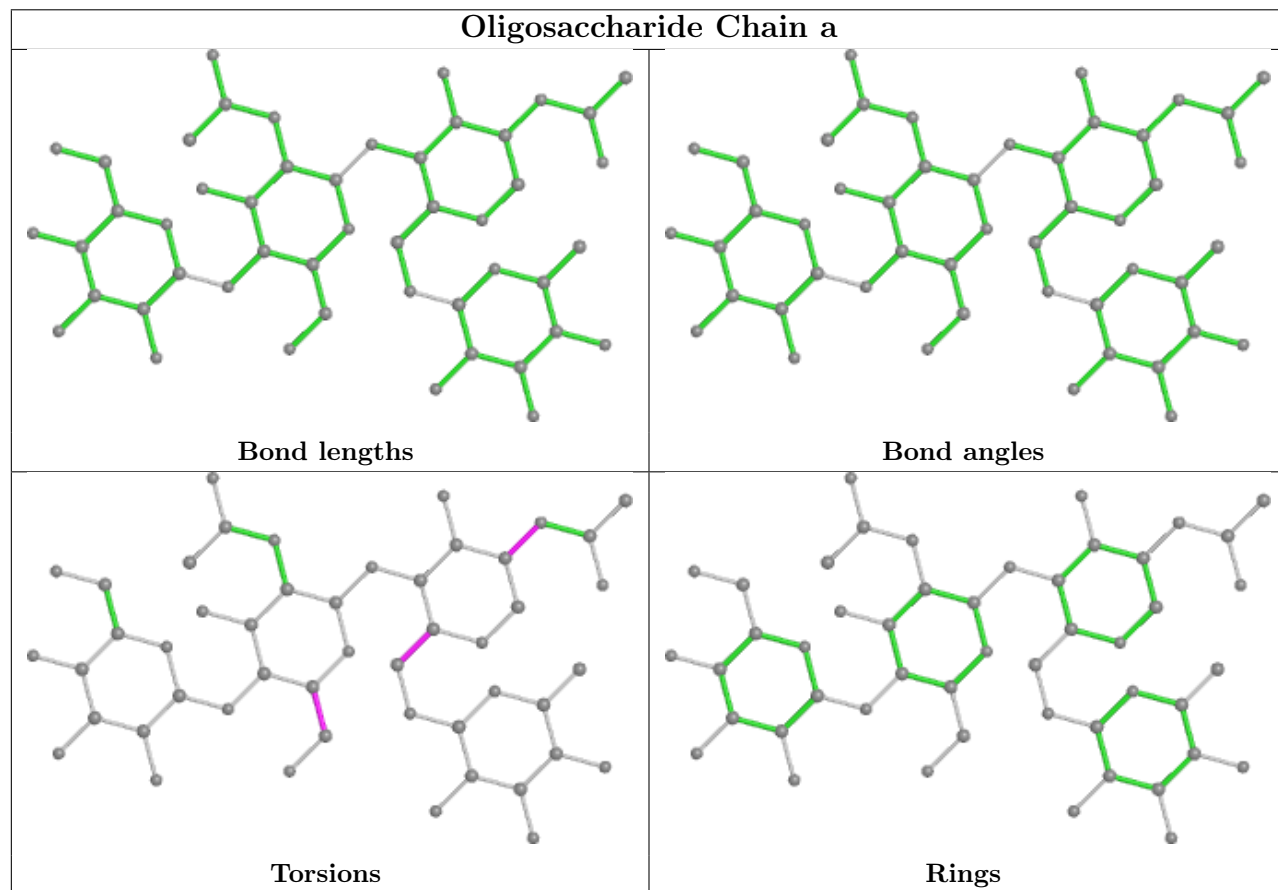 Oligosaccharide Chain a
Bond lengths
Bond angles
Torsions
Rings